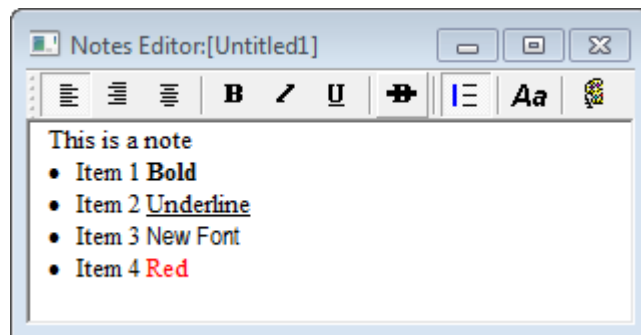 Notes Editor:[Untitled1]
B U B Aa
This is a note
• Item 1 Bold
• Item 2 Underline
• Item 3 New Font
• Item 4 Red